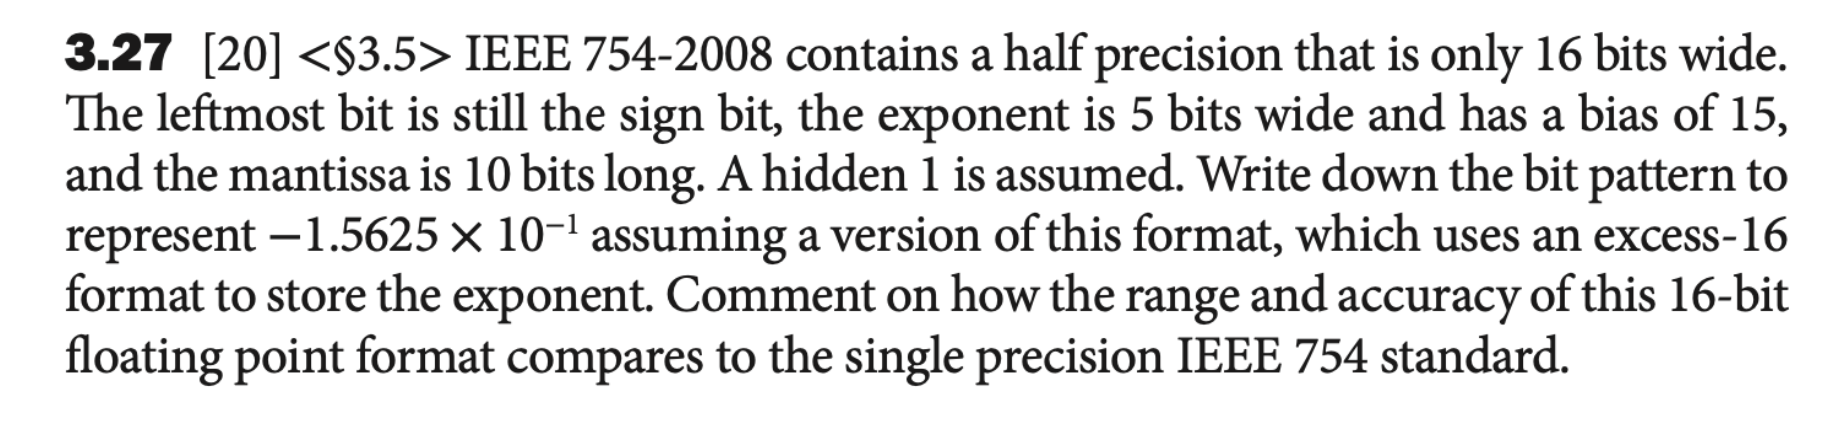 3.27 [20] <§3.5> IEEE 754-2008 contains a half precision that is only 16 bits wide.
The leftmost bit is still the sign bit, the exponent is 5 bits wide and has a bias of 15,
and the mantissa is 10 bits long. A hidden 1 is assumed. Write down the bit pattern to
represent −1.5625 × 10⁻¹ assuming a version of this format, which uses an excess-16
format to store the exponent. Comment on how the range and accuracy of this 16-bit
floating point format compares to the single precision IEEE 754 standard.